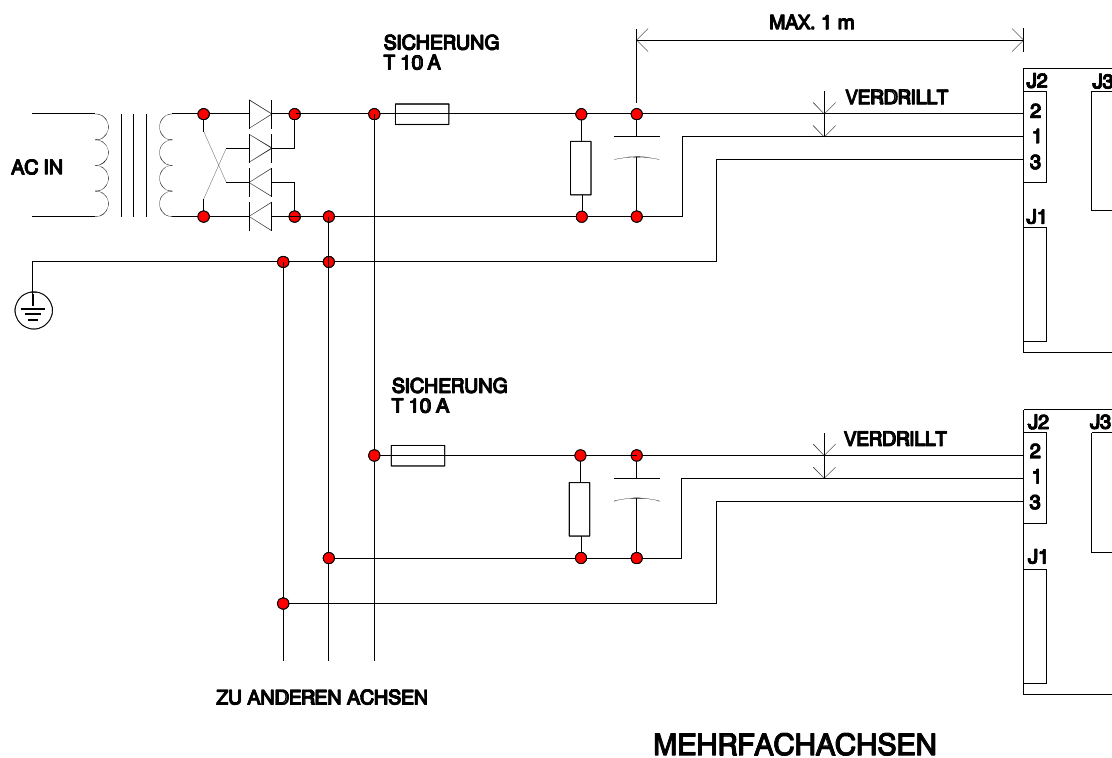 MAX. 1 m
SICHERUNG
T 10 A
J2
J3
VERDRILLT
2
1
3
AC IN
J1
SICHERUNG
T 10 A
J2
J3
VERDRILLT
2
1
3
J1
ZU ANDEREN ACHSEN
MEHRFACHACHSEN